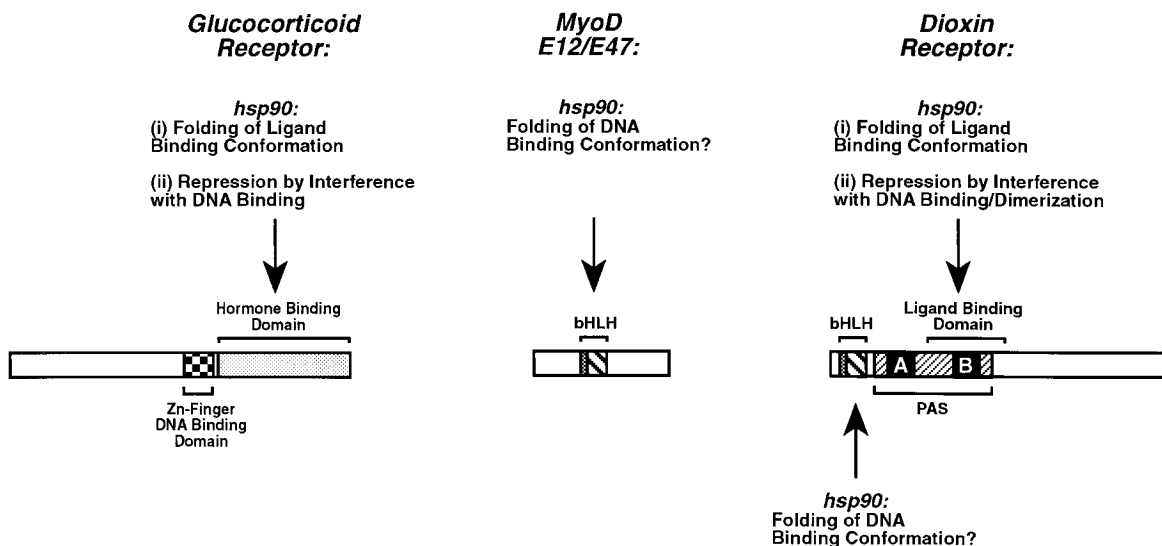 Glucocorticoid
Receptor:
hsp90:
(i) Folding of Ligand
Binding Conformation
(ii) Repression by Interference
with DNA Binding
Hormone Binding
Domain
Zn-Finger
DNA Binding
Domain
MyoD
E12/E47:
hsp90:
Folding of DNA
Binding Conformation?
bHLH
Dioxin
Receptor:
hsp90:
(i) Folding of Ligand
Binding Conformation
(ii) Repression by Interference
with DNA Binding/Dimerization
Ligand Binding
Domain
bHLH
A B
PAS
hsp90:
Folding of DNA
Binding Conformation?